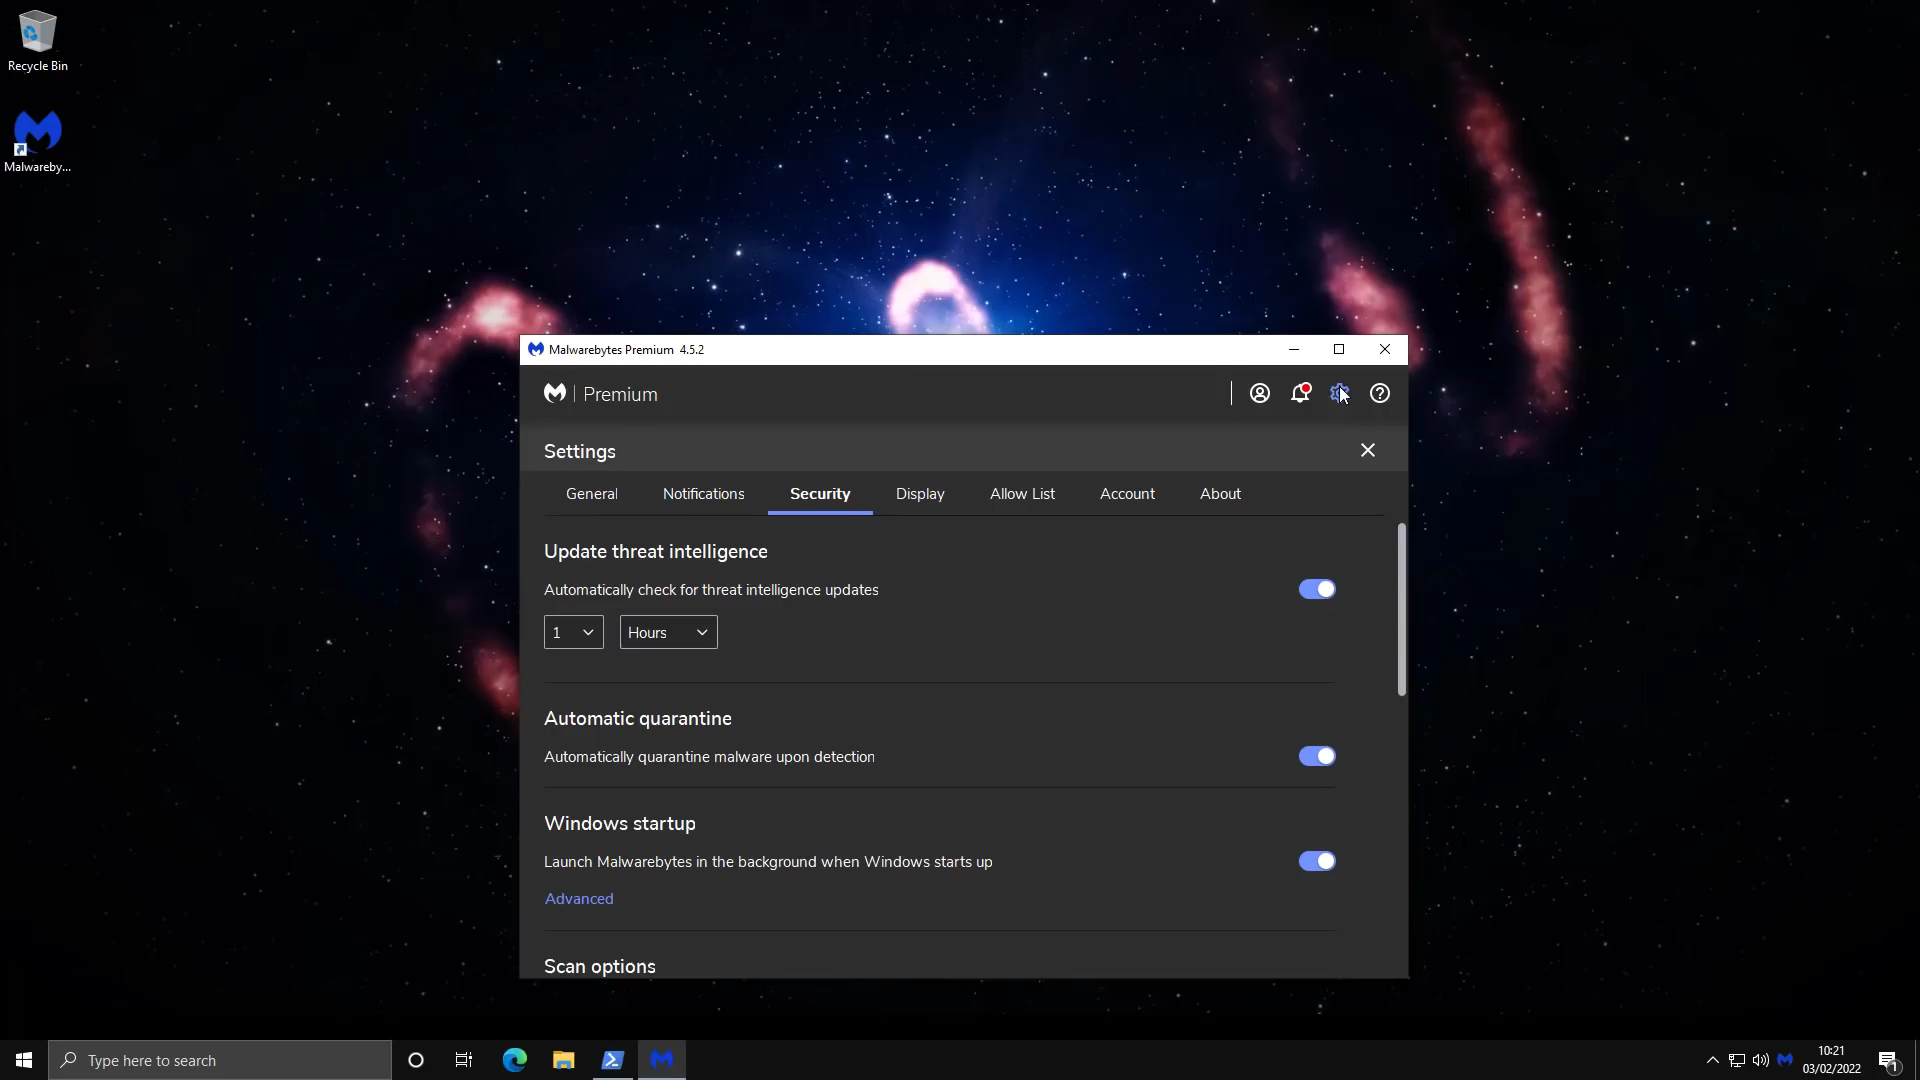 Recycle Bin
Malwareby...
Malwarebytes Premium 4.5.2
Premium
Settings
General
Notifications
Security
Display
Allow List
Account
About
Update threat intelligence
Automatically check for threat intelligence updates
1
Hours
Automatic quarantine
Automatically quarantine malware upon detection
Windows startup
Launch Malwarebytes in the background when Windows starts up
Advanced
Scan options
Type here to search
10:21
03/02/2022
1